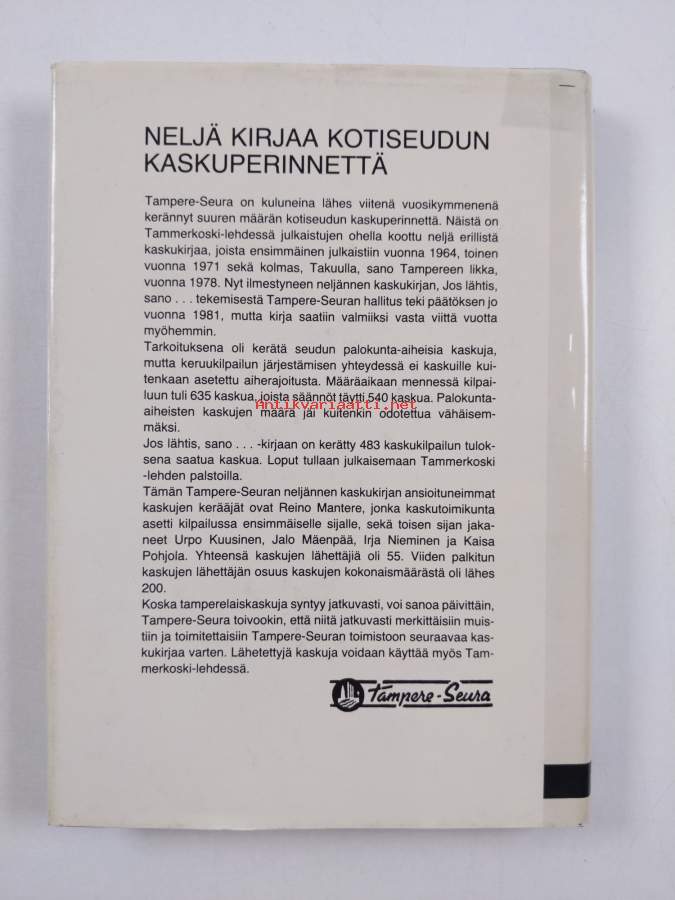 NELJÄ KIRJAA KOTISEUDUN
KASKUPERINNETTÄ
Tampere-Seura on kuluneina lähes viitenä vuosikymmenenä
kerännyt suuren määrän kotiseudun kaskuperinnettä. Näistä on
Tammerkoski-lehdessä julkaistujen ohella koottu neljä erillistä
kaskukirjaa, joista ensimmäinen julkaistiin vuonna 1964, toinen
vuonna 1971 sekä kolmas, Takuulla, sano Tampereen likka,
vuonna 1978. Nyt ilmestyneen neljännen kaskukirjan, Jos lähtis,
sano . . . tekemisestä Tampere-Seuran hallitus teki päätöksen jo
vuonna 1981, mutta kirja saatiin valmiiksi vasta viittä vuotta
myöhemmin.
Tarkoituksena oli kerätä seudun palokunta-aiheisia kaskuja,
mutta keruukilpailun järjestämisen yhteydessä ei kaskuille kui-
tenkaan asetettu aiherajoitusta. Määräaikaan mennessä kilpai-
luun tuli 635 kaskua, joista säännöt täytti 540 kaskua. Palokunta-
Antikvariaatti.net
aiheisten kaskujen määrä jäi kuitenkin odotettua vähäisem-
mäksi.
Jos lähtis, sano . . . -kirjaan on kerätty 483 kaskukilpailun tulok-
sena saatua kaskua. Loput tullaan julkaisemaan Tammerkoski
-lehden palstoilla.
Tämän Tampere-Seuran neljännen kaskukirjan ansioituneimmat
kaskujen kerääjät ovat Reino Mantere, jonka kaskutoimikunta
asetti kilpailussa ensimmäiselle sijalle, sekä toisen sijan jaka-
neet Urpo Kuusinen, Jalo Mäenpää, Irja Nieminen ja Kaisa
Pohjola. Yhteensä kaskujen lähettäjiä oli 55. Viiden palkitun
kaskujen lähettäjän osuus kaskujen kokonaismäärästä oli lähes
200.
Koska tamperelaiskaskuja syntyy jatkuvasti, voi sanoa päivittäin,
Tampere-Seura toivookin, että niitä jatkuvasti merkittäisiin muis-
tiin ja toimitettaisiin Tampere-Seuran toimistoon seuraavaa kas-
kukirjaa varten. Lähetettyjä kaskuja voidaan käyttää myös Tam-
merkoski-lehdessä.
Tampere-Seura